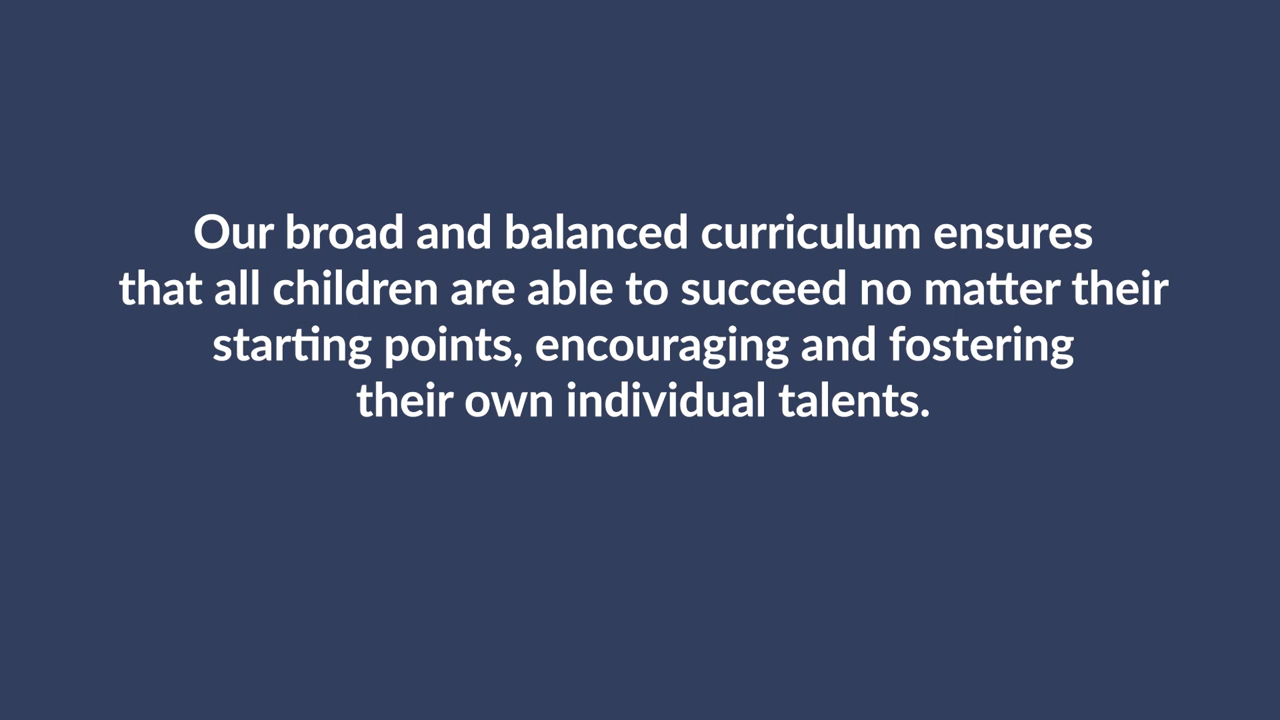 Our broad and balanced curriculum ensures
that all children are able to succeed no matter their
starting points, encouraging and fostering
their own individual talents.